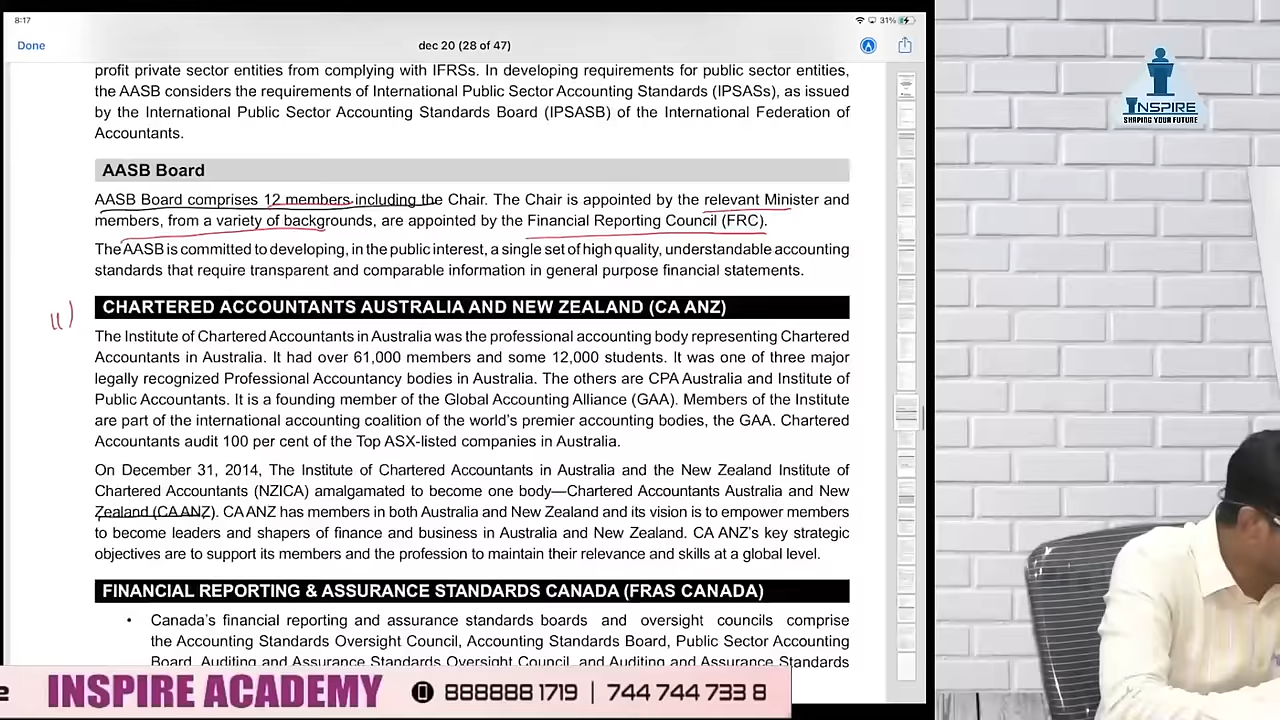 8:17
31%
Done
dec 20 (28 of 47)
profit private sector entities from complying with IFRSs. In developing requirements for public sector entities,
the AASB considers the requirements of International Public Sector Accounting Standards (IPSASs), as issued
by the International Public Sector Accounting Standards Board (IPSASB) of the International Federation of
Accountants.
AASB Board
AASB Board comprises 12 members including the Chair. The Chair is appointed by the relevant Minister and
members, from a variety of backgrounds, are appointed by the Financial Reporting Council (FRC).
The AASB is committed to developing, in the public interest, a single set of high quality, understandable accounting
standards that require transparent and comparable information in general purpose financial statements.
11)
CHARTERE ACCOUNTANTS AUSTRALIA AND NEW ZEALAND (CA ANZ)
The Institute of Chartered Accountants in Australia was the professional accounting body representing Chartered
Accountants in Australia. It had over 61,000 members and some 12,000 students. It was one of three major
legally recognized Professional Accountancy bodies in Australia. The others are CPA Australia and Institute of
Public Accountants. It is a founding member of the Global Accounting Alliance (GAA). Members of the Institute
are part of the international accounting coalition of the world's premier accounting bodies, the GAA. Chartered
Accountants audit 100 per cent of the Top ASX-listed companies in Australia.
On December 31, 2014, The Institute of Chartered Accountants in Australia and the New Zealand Institute of
Chartered Accountants (NZICA) amalgamated to become one body—Chartered Accountants Australia and New
Zealand (CA ANZ). CA ANZ has members in both Australia and New Zealand and its vision is to empower members
to become leaders and shapers of finance and business in Australia and New Zealand. CA ANZ's key strategic
objectives are to support its members and the profession to maintain their relevance and skills at a global level.
FINANCIAL REPORTING & ASSURANCE STANDARDS CANADA (FRAS CANADA)
• Canada's financial reporting and assurance standards boards and oversight councils comprise
the Accounting Standards Oversight Council, Accounting Standards Board, Public Sector Accounting
Board, Auditing and Assurance Standards Oversight Council, and Auditing and Assurance Standards
INSPIRE ACADEMY 888888 1719 | 744 744 733 8
INSPIRE
SHAPING YOUR FUTURE